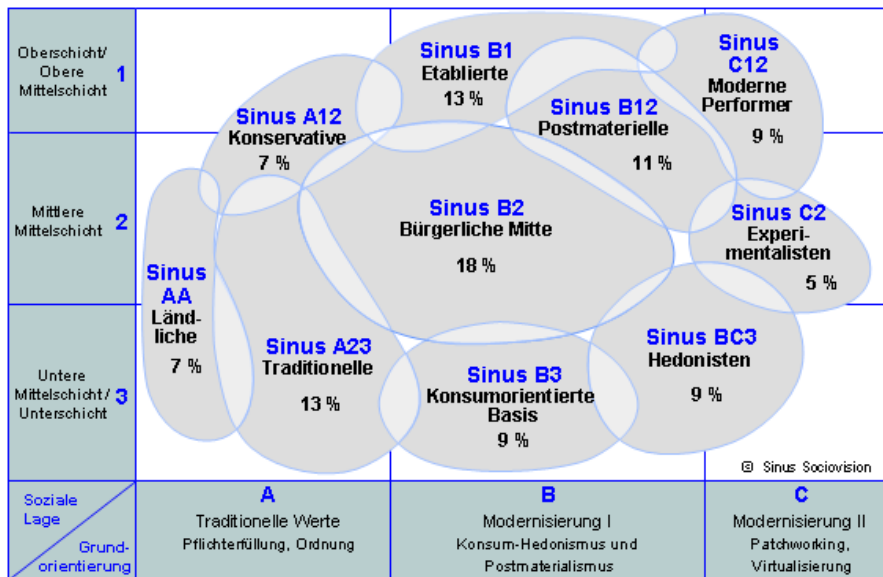 Oberschicht/
Obere
Mittelschicht
1
Sinus B1
Etablierte
13 %
Sinus
C12
Moderne
Performer
9 %
Sinus A12
Konservative
7 %
Sinus B12
Postmaterielle
11 %
Mittlere
Mittelschicht
2
Sinus B2
Bürgerliche Mitte
18 %
Sinus C2
Experi-
mentalisten
5 %
Sinus
AA
Länd-
liche
7 %
Untere
Mittelschicht/
Unterschicht
3
Sinus A23
Traditionelle
13 %
Sinus B3
Konsumorientierte
Basis
9 %
Sinus BC3
Hedonisten
9 %
© Sinus Sociovision
Soziale
Lage
Grund-
orientierung
A
Traditionelle Werte
Pflichterfüllung, Ordnung
B
Modernisierung I
Konsum-Hedonismus und
Postmaterialismus
C
Modernisierung II
Patchworking,
Virtualisierung